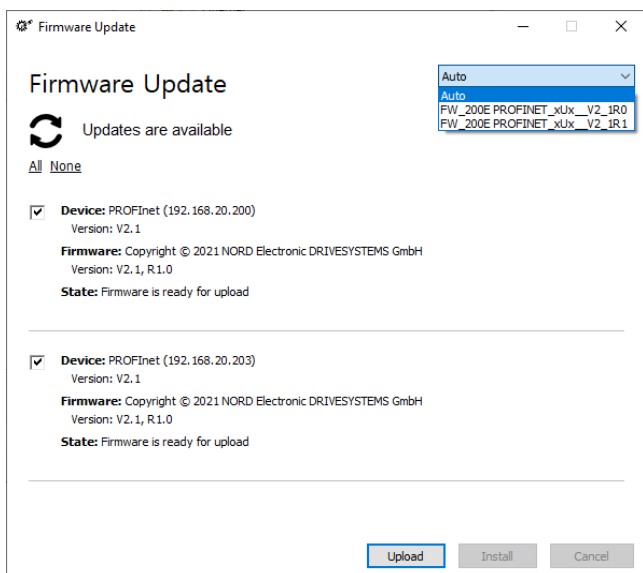 Firmware Update
Firmware Update
Auto
Auto
FW_200E PROFINET_xUx__V2_1R0
FW_200E PROFINET_xUx__V2_1R1
Updates are available
All None
Device: PROFInet (192.168.20.200)
Version: V2.1
Firmware: Copyright © 2021 NORD Electronic DRIVESYSTEMS GmbH
Version: V2.1, R1.0
State: Firmware is ready for upload
Device: PROFInet (192.168.20.203)
Version: V2.1
Firmware: Copyright © 2021 NORD Electronic DRIVESYSTEMS GmbH
Version: V2.1, R1.0
State: Firmware is ready for upload
Upload Install Cancel